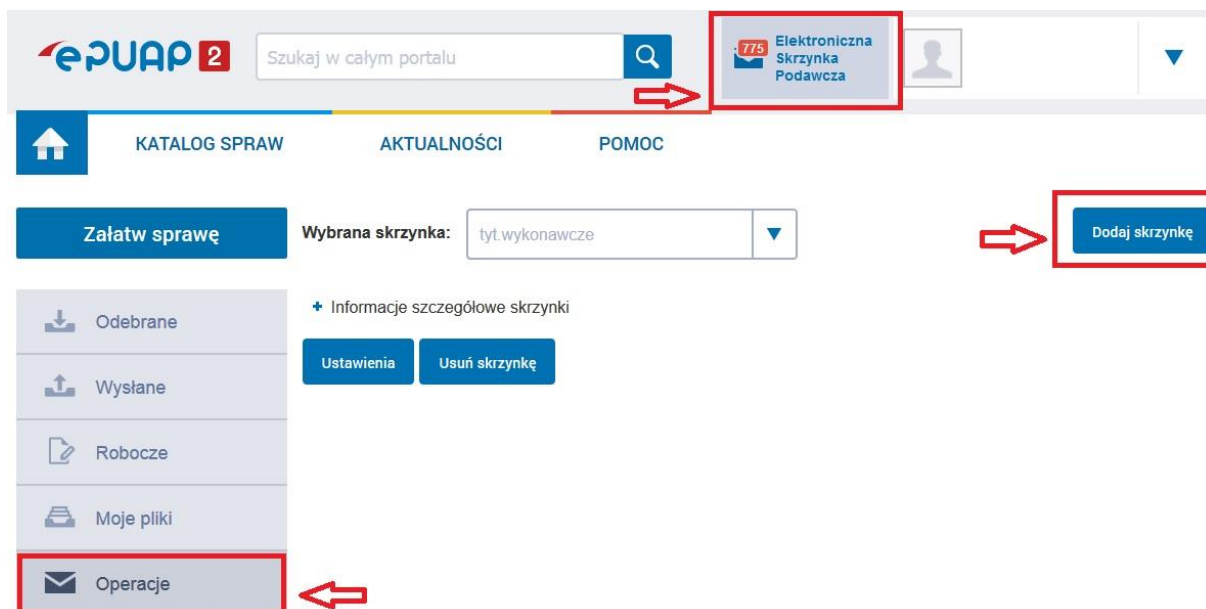 ePUAP 2
Szukaj w całym portalu
775
Elektroniczna
Skrzynka
Podawcza
KATALOG SPRAW
AKTUALNOŚCI
POMOC
Załatw sprawę
Wybrana skrzynka:
tyt.wykonawcze
Dodaj skrzynkę
+ Informacje szczegółowe skrzynki
Ustawienia
Usuń skrzynkę
Odebrane
Wysłane
Robocze
Moje pliki
Operacje